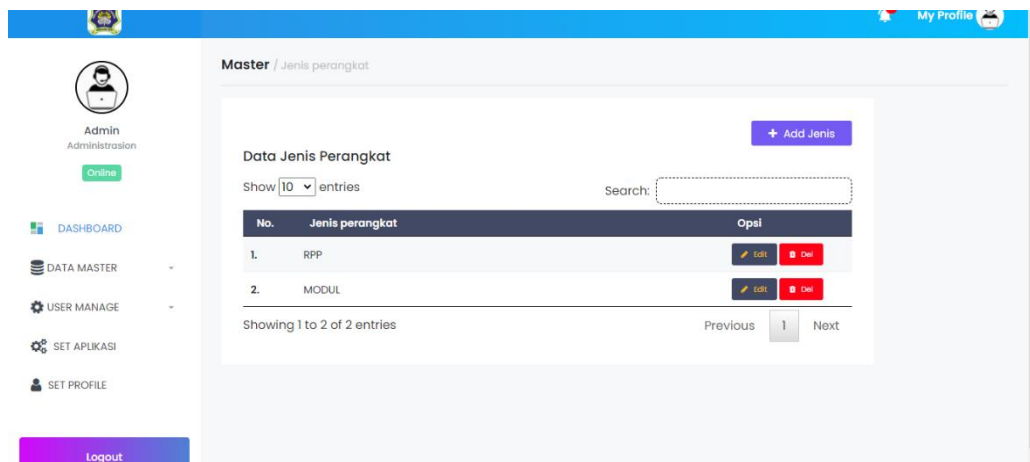 My Profile
Master / Jenis perangkat
Admin
Administrasion
Online
DASHBOARD
DATA MASTER
USER MANAGE
SET APLIKASI
SET PROFILE
Logout
+ Add Jenis
Data Jenis Perangkat
Show 10 entries
Search:
No. Jenis perangkat Opsi
1. RPP Edit Del
2. MODUL Edit Del
Showing 1 to 2 of 2 entries
Previous 1 Next